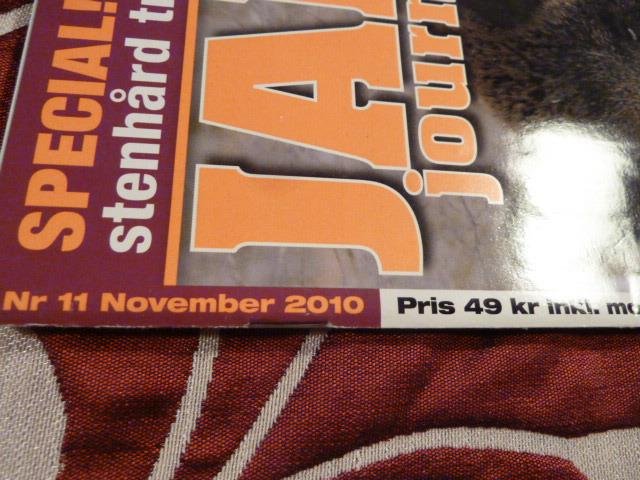 SPECIAL!
stenhård
JA
journ
Nr 11 November 2010
Pris 49 kr inkl. mo